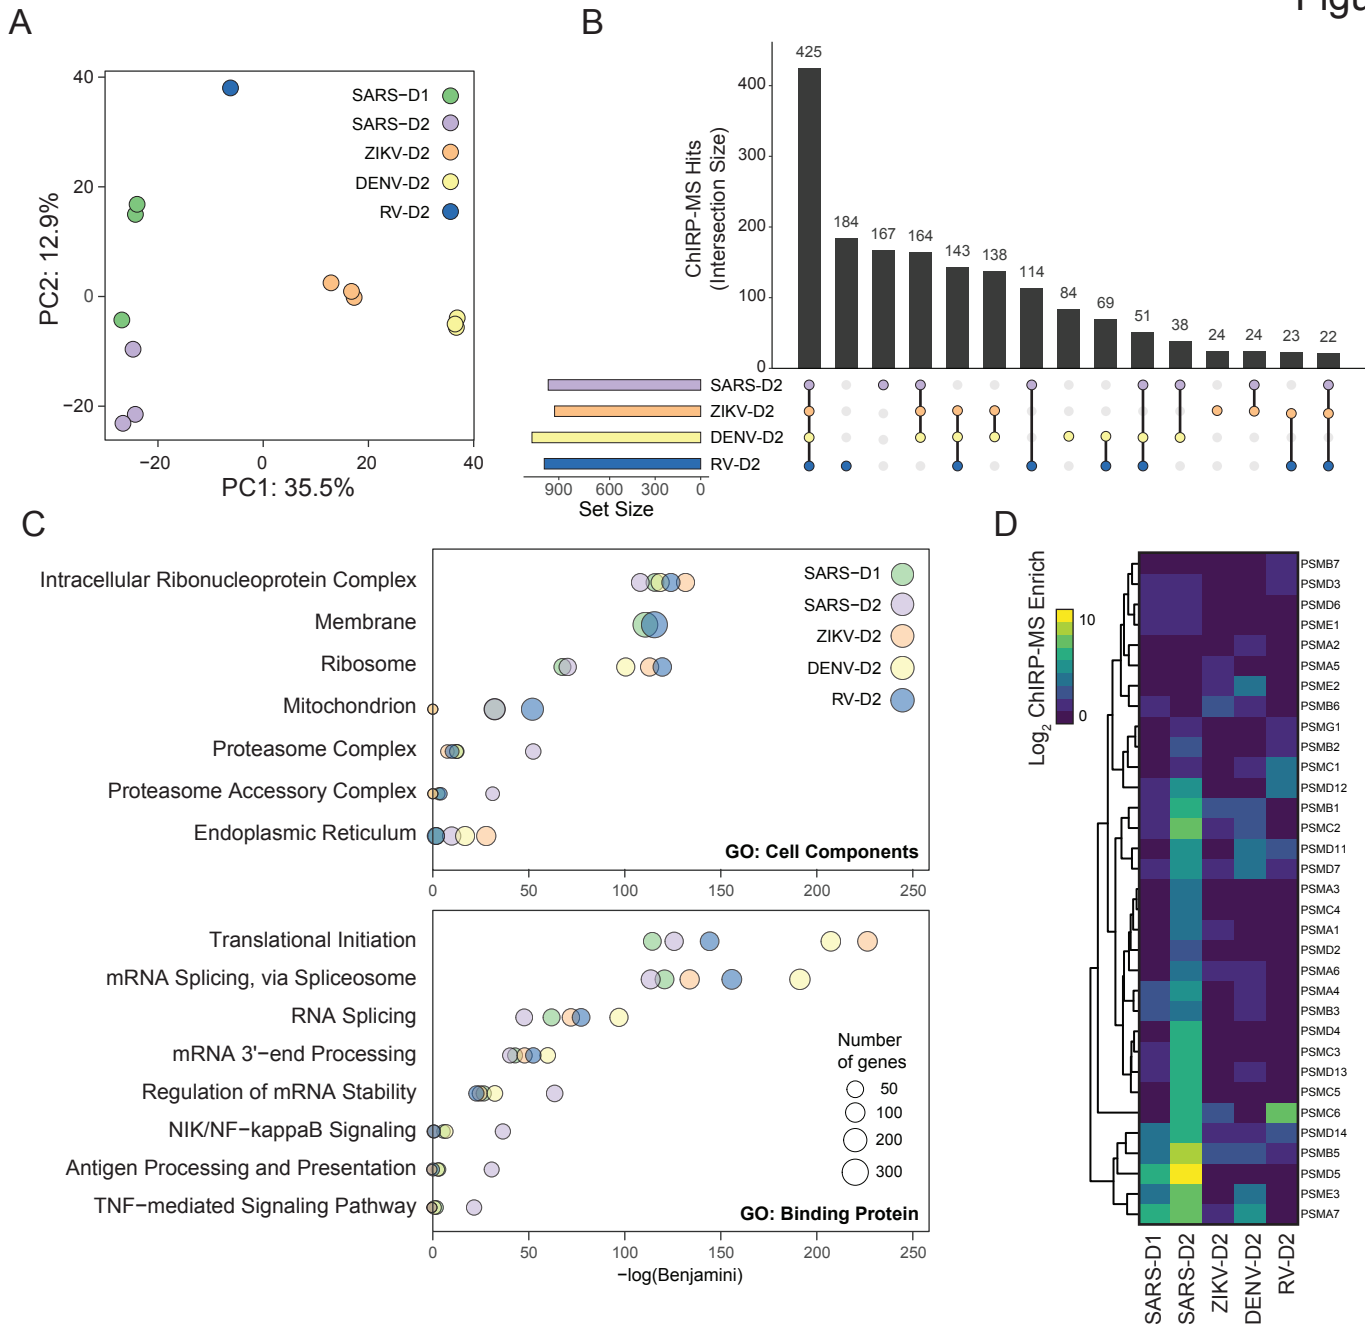 Figu
A
40
20
0
−20
−20
0
20
40
PC2: 12.9%
PC1: 35.5%
SARS−D1
SARS−D2
ZIKV-D2
DENV-D2
RV-D2
B
ChIRP-MS Hits
(Intersection Size)
400
300
200
100
0
425
184
167
164
143
138
114
84
69
51
38
24
24
23
22
SARS-D2
ZIKV-D2
DENV-D2
RV-D2
900
600
300
0
Set Size
C
Intracellular Ribonucleoprotein Complex
Membrane
Ribosome
Mitochondrion
Proteasome Complex
Proteasome Accessory Complex
Endoplasmic Reticulum
SARS−D1
SARS−D2
ZIKV-D2
DENV-D2
RV-D2
GO: Cell Components
0
50
100
150
200
250
Translational Initiation
mRNA Splicing, via Spliceosome
RNA Splicing
mRNA 3'−end Processing
Regulation of mRNA Stability
NIK/NF−kappaB Signaling
Antigen Processing and Presentation
TNF−mediated Signaling Pathway
Number
of genes
50
100
200
300
GO: Binding Protein
0
50
100
150
200
250
−log(Benjamini)
D
Log2 ChIRP-MS Enrich
10
0
PSMB7
PSMD3
PSMD6
PSME1
PSMA2
PSMA5
PSME2
PSMB6
PSMG1
PSMB2
PSMC1
PSMD12
PSMB1
PSMC2
PSMD11
PSMD7
PSMA3
PSMC4
PSMA1
PSMD2
PSMA6
PSMA4
PSMB3
PSMD4
PSMC3
PSMD13
PSMC5
PSMC6
PSMD14
PSMB5
PSMD5
PSME3
PSMA7
SARS-D1
SARS-D2
ZIKV-D2
DENV-D2
RV-D2